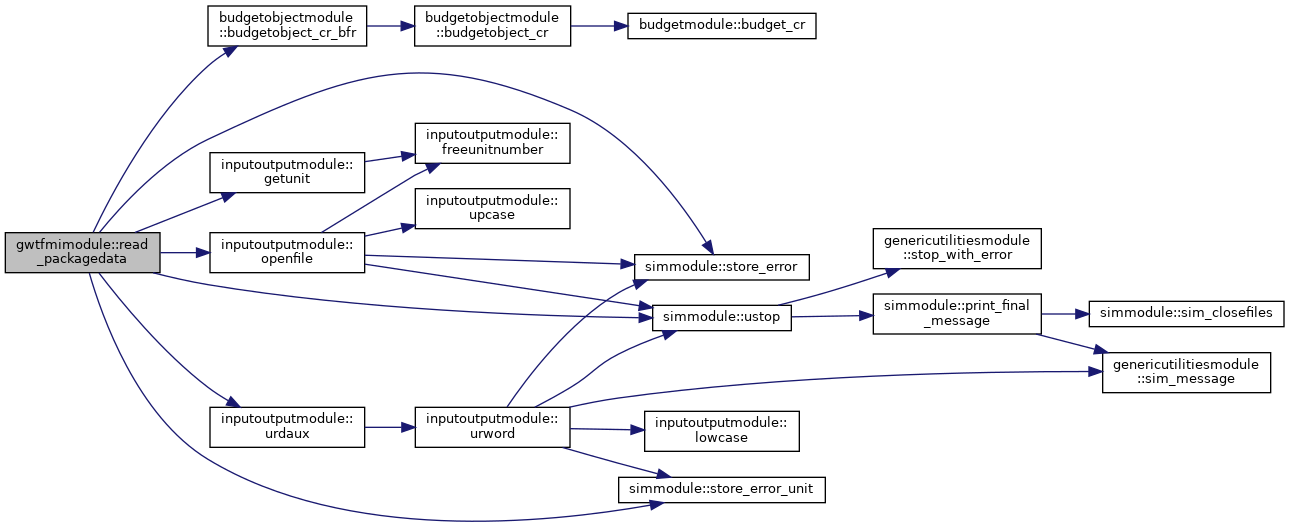 budgetobjectmodule
::budgetobject_cr_bfr
budgetobjectmodule
::budgetobject_cr
budgetmodule::budget_cr
inputoutputmodule::
freeunitnumber
inputoutputmodule::
getunit
inputoutputmodule::
upcase
gwtfmimodule::read
_packagedata
inputoutputmodule::
openfile
simmodule::store_error
genericutilitiesmodule
::stop_with_error
simmodule::ustop
simmodule::print_final
_message
simmodule::sim_closefiles
genericutilitiesmodule
::sim_message
inputoutputmodule::
urdaux
inputoutputmodule::
urword
inputoutputmodule::
lowcase
simmodule::store_error_unit